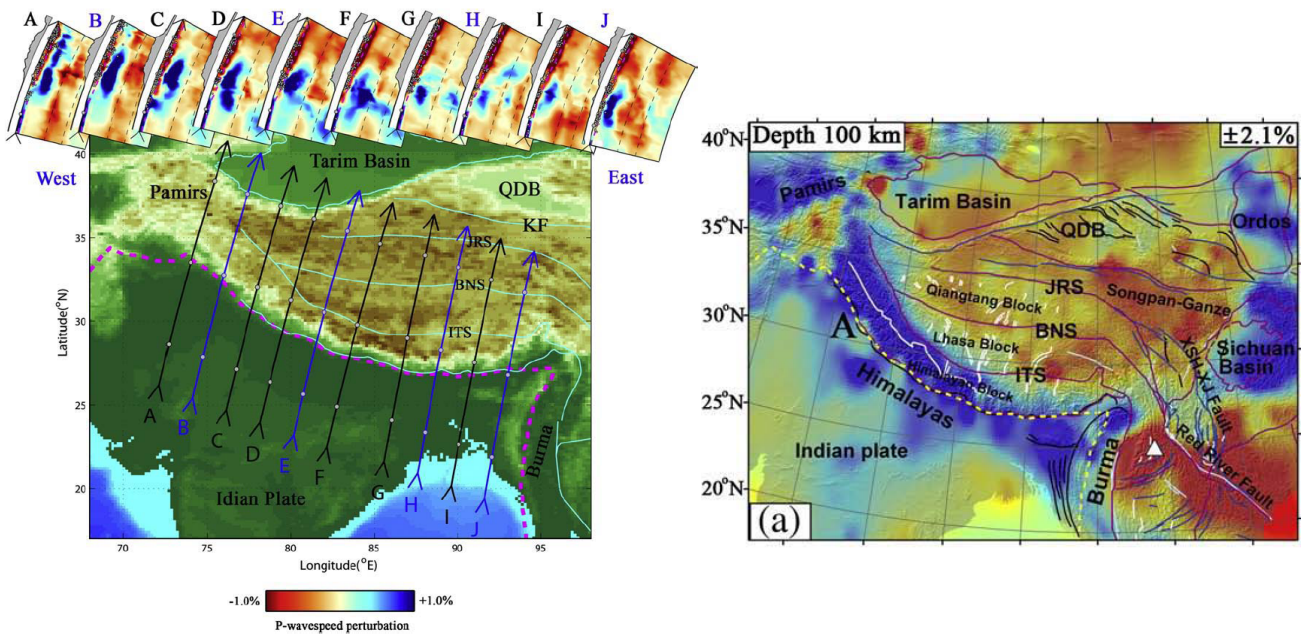 A B C D E F G H I J
40
Tarim Basin
West
East
Pamirs
QDB
KF
35
JRS
BNS
30
ITS
Latitude(°N)
25
A
B
C
D
E
F
G
H
I
J
Burma
20
Idian Plate
70 75 80 85 90 95
Longitude(°E)
-1.0% +1.0%
P-wavespeed perturbation
40°N
Depth 100 km
±2.1%
Pamirs
Tarim Basin
Ordos
35°N
QDB
JRS
Qiangtang Block
Songpan-Ganze
30°N
BNS
A
Lhasa Block
Sichuan
Basin
XSH-XJ Fault
ITS
Himalayan Block
Himalayas
25°N
Red River Fault
Indian plate
Burma
20°N
(a)